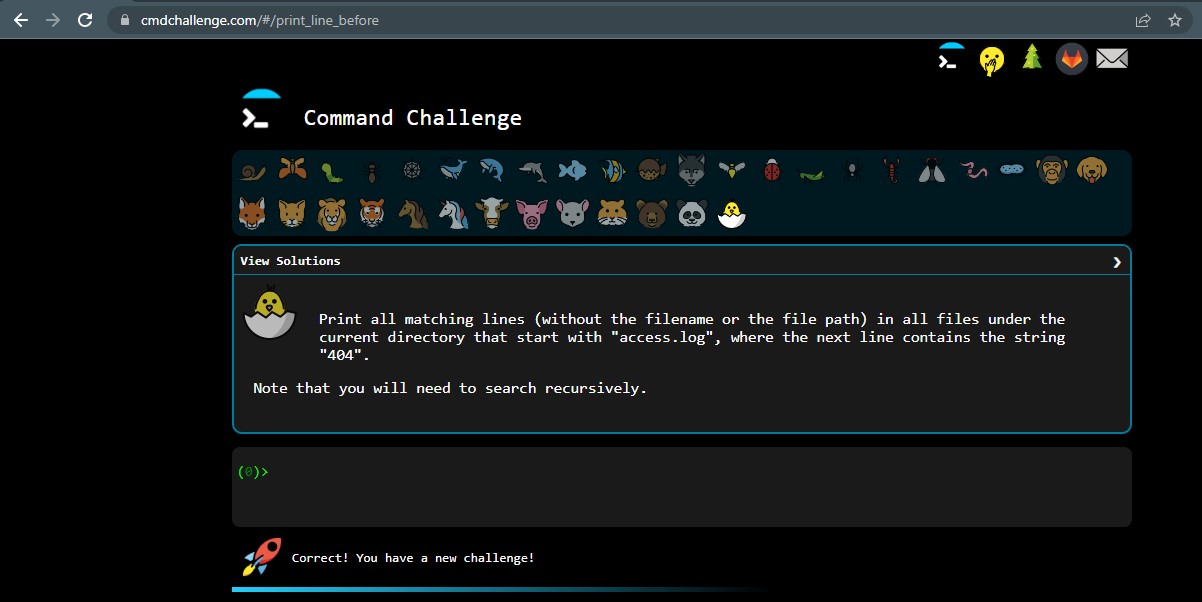 cmdchallenge.com/#/print_line_before
Command Challenge
View Solutions
Print all matching lines (without the filename or the file path) in all files under the
current directory that start with "access.log", where the next line contains the string
"404".
Note that you will need to search recursively.
(0)>
Correct! You have a new challenge!